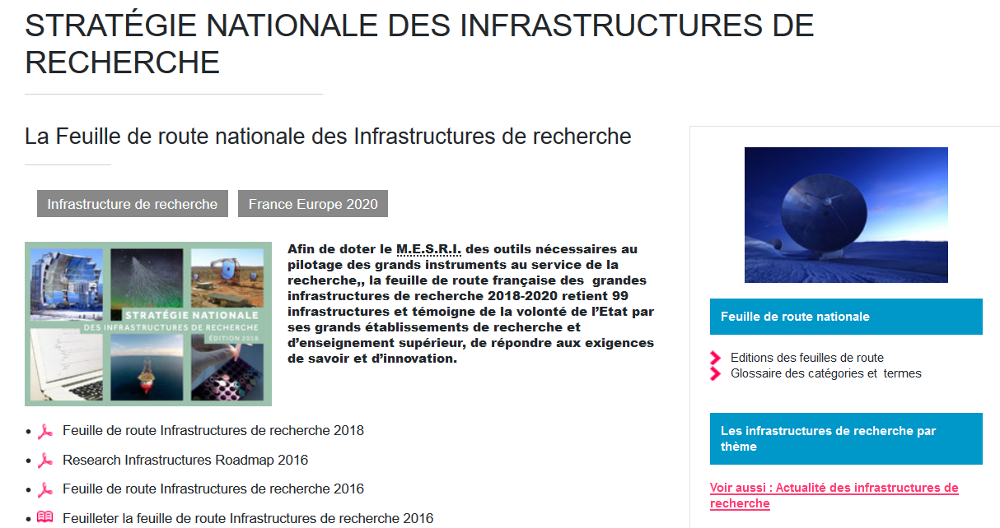 STRATÉGIE NATIONALE DES INFRASTRUCTURES DE
RECHERCHE
La Feuille de route nationale des Infrastructures de recherche
Infrastructure de recherche
France Europe 2020
STRATÉGIE NATIONALE
DES INFRASTRUCTURES DE RECHERCHE
ÉDITION 2018
Afin de doter le M.E.S.R.I. des outils nécessaires au
pilotage des grands instruments au service de la
recherche,, la feuille de route française des  grandes
infrastructures de recherche 2018-2020 retient 99
infrastructures et témoigne de la volonté de l’Etat par
ses grands établissements de recherche et
d’enseignement supérieur, de répondre aux exigences
de savoir et d’innovation.
Feuille de route Infrastructures de recherche 2018
Research Infrastructures Roadmap 2016
Feuille de route Infrastructures de recherche 2016
Feuilleter la feuille de route Infrastructures de recherche 2016
Feuille de route nationale
Editions des feuilles de route
Glossaire des catégories et  termes
Les infrastructures de recherche par
thème
Voir aussi : Actualité des infrastructures de
recherche